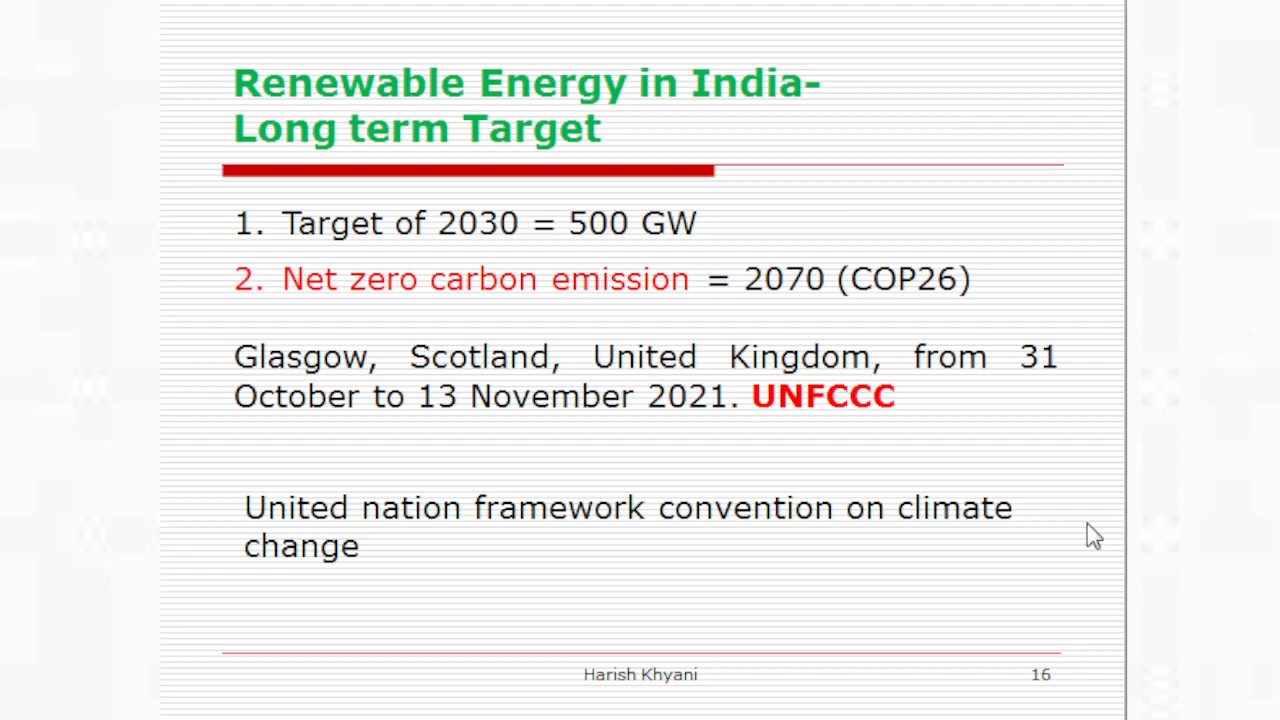 Renewable Energy in India-
Long term Target
1. Target of 2030 = 500 GW
2. Net zero carbon emission = 2070 (COP26)
Glasgow, Scotland, United Kingdom, from 31
October to 13 November 2021. UNFCCC
United nation framework convention on climate
change
Harish Khyani 16